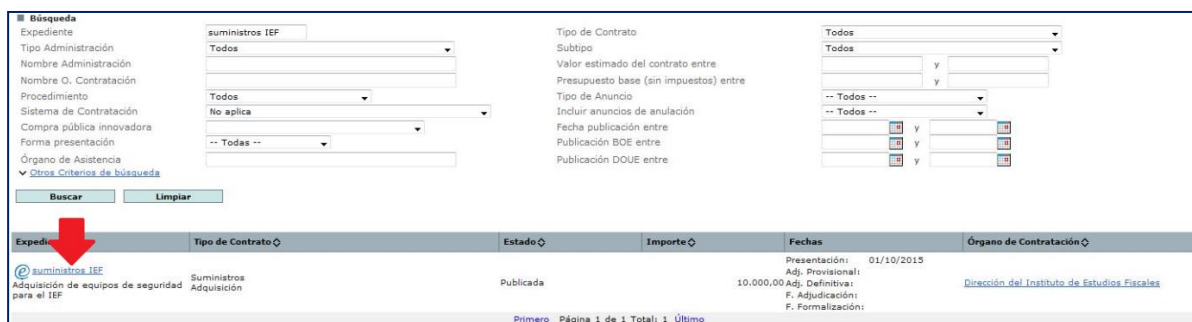 Búsqueda
Expediente suministros IEF Tipo de Contrato Todos
Tipo Administración Todos Subtipo Todos
Nombre Administración Valor estimado del contrato entre y
Nombre O. Contratación Presupuesto base (sin impuestos) entre y
Procedimiento Todos Tipo de Anuncio -- Todos --
Sistema de Contratación No aplica Incluir anuncios de anulación -- Todos --
Compra pública innovadora Fecha publicación entre y
Forma presentación -- Todas -- Publicación BOE entre y
Órgano de Asistencia Publicación DOUE entre y
Otros Criterios de búsqueda
Buscar Limpiar
Tipo de Contrato Estado Importe Fechas Órgano de Contratación
suministros IEF
Adquisición de equipos de seguridad
para el IEF
Suministros
Adquisición
Publicada
10.000,00
Presentación: 01/10/2015
Adj. Provisional:
Adj. Definitiva:
F. Adjudicación:
F. Formalización:
Dirección del Instituto de Estudios Fiscales
Primero Página 1 de 1 Total: 1 Último